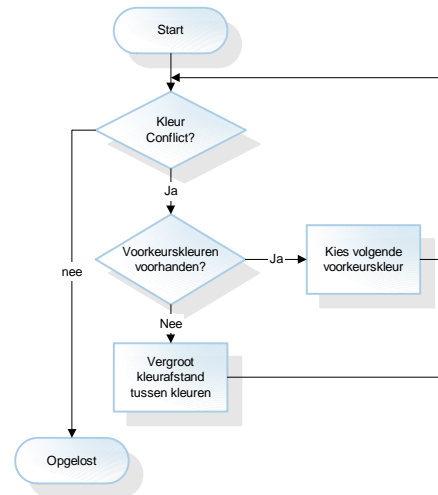 Start
Kleur
Conflict?
Ja
Voorkeurskleuren
voorhanden?
Ja
Kies volgende
voorkeurskleur
nee
Nee
Vergroot
kleurafstand
tussen kleuren
Opgelost